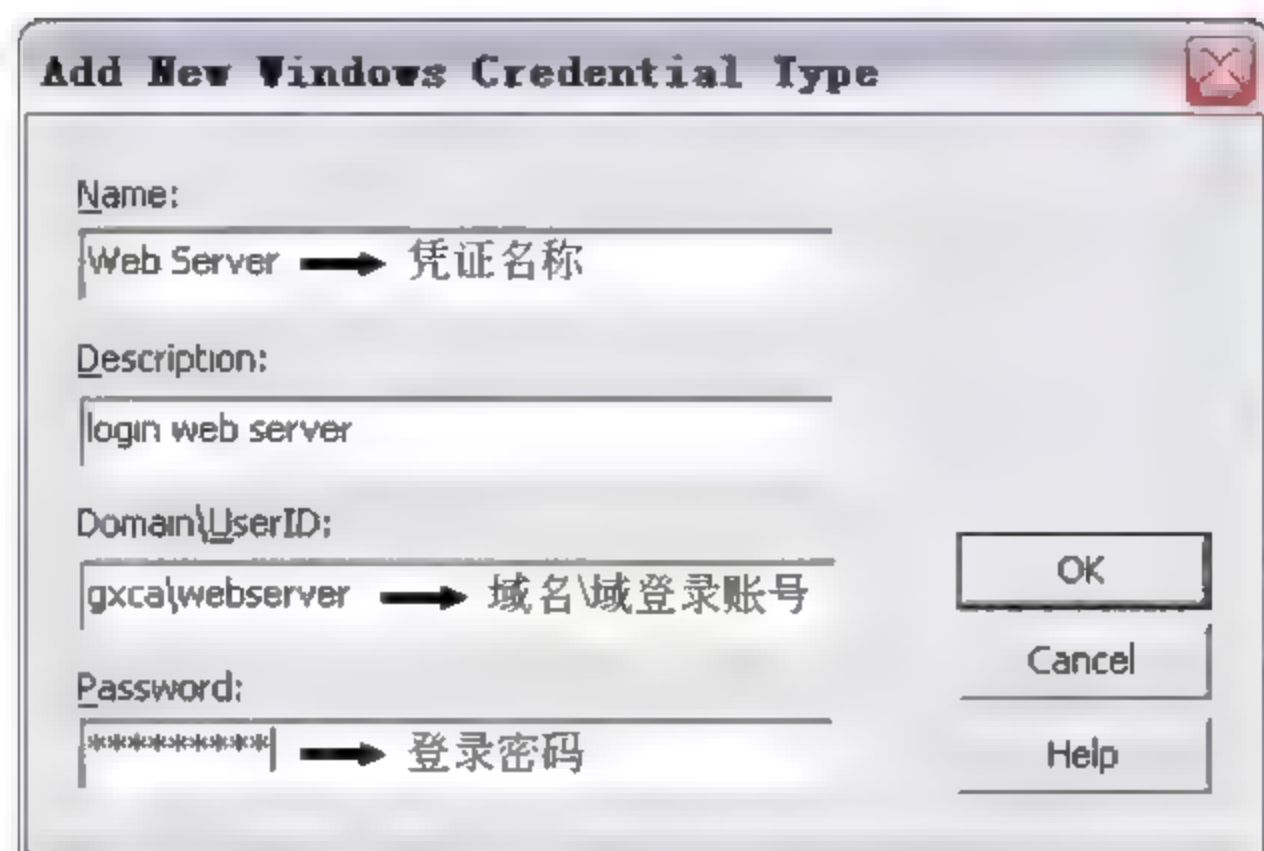 Add New Windows Credential Type
Name:
Web Server → 凭证名称
Description:
login web server
Domain\UserID:
gxca\webserver → 域名\域登录账号
OK
Cancel
Password:
********* → 登录密码
Help